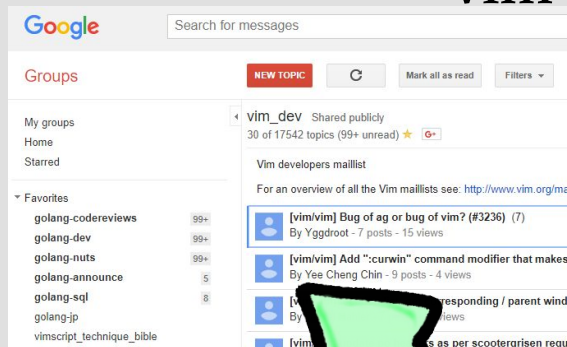 Google
Search for messages
Groups
NEW TOPIC
Mark all as read
Filters
My groups
Home
Starred
Favorites
golang-codereviews 99+
golang-dev 99+
golang-nuts 99+
golang-announce 5
golang-sql 8
golang-jp
vimscript_technique_bible
vim_dev Shared publicly
30 of 17542 topics (99+ unread) G+
Vim developers maillist
For an overview of all the Vim maillists see: http://www.vim.org/ma
[vim/vim] Bug of ag or bug of vim? (#3236) (7)
By Yggdroot - 7 posts - 15 views
[vim/vim] Add ":curwin" command modifier that makes
By Yee Cheng Chin - 9 posts - 4 views
responding / parent wind
By views
[vim s as per scootergrisen requ